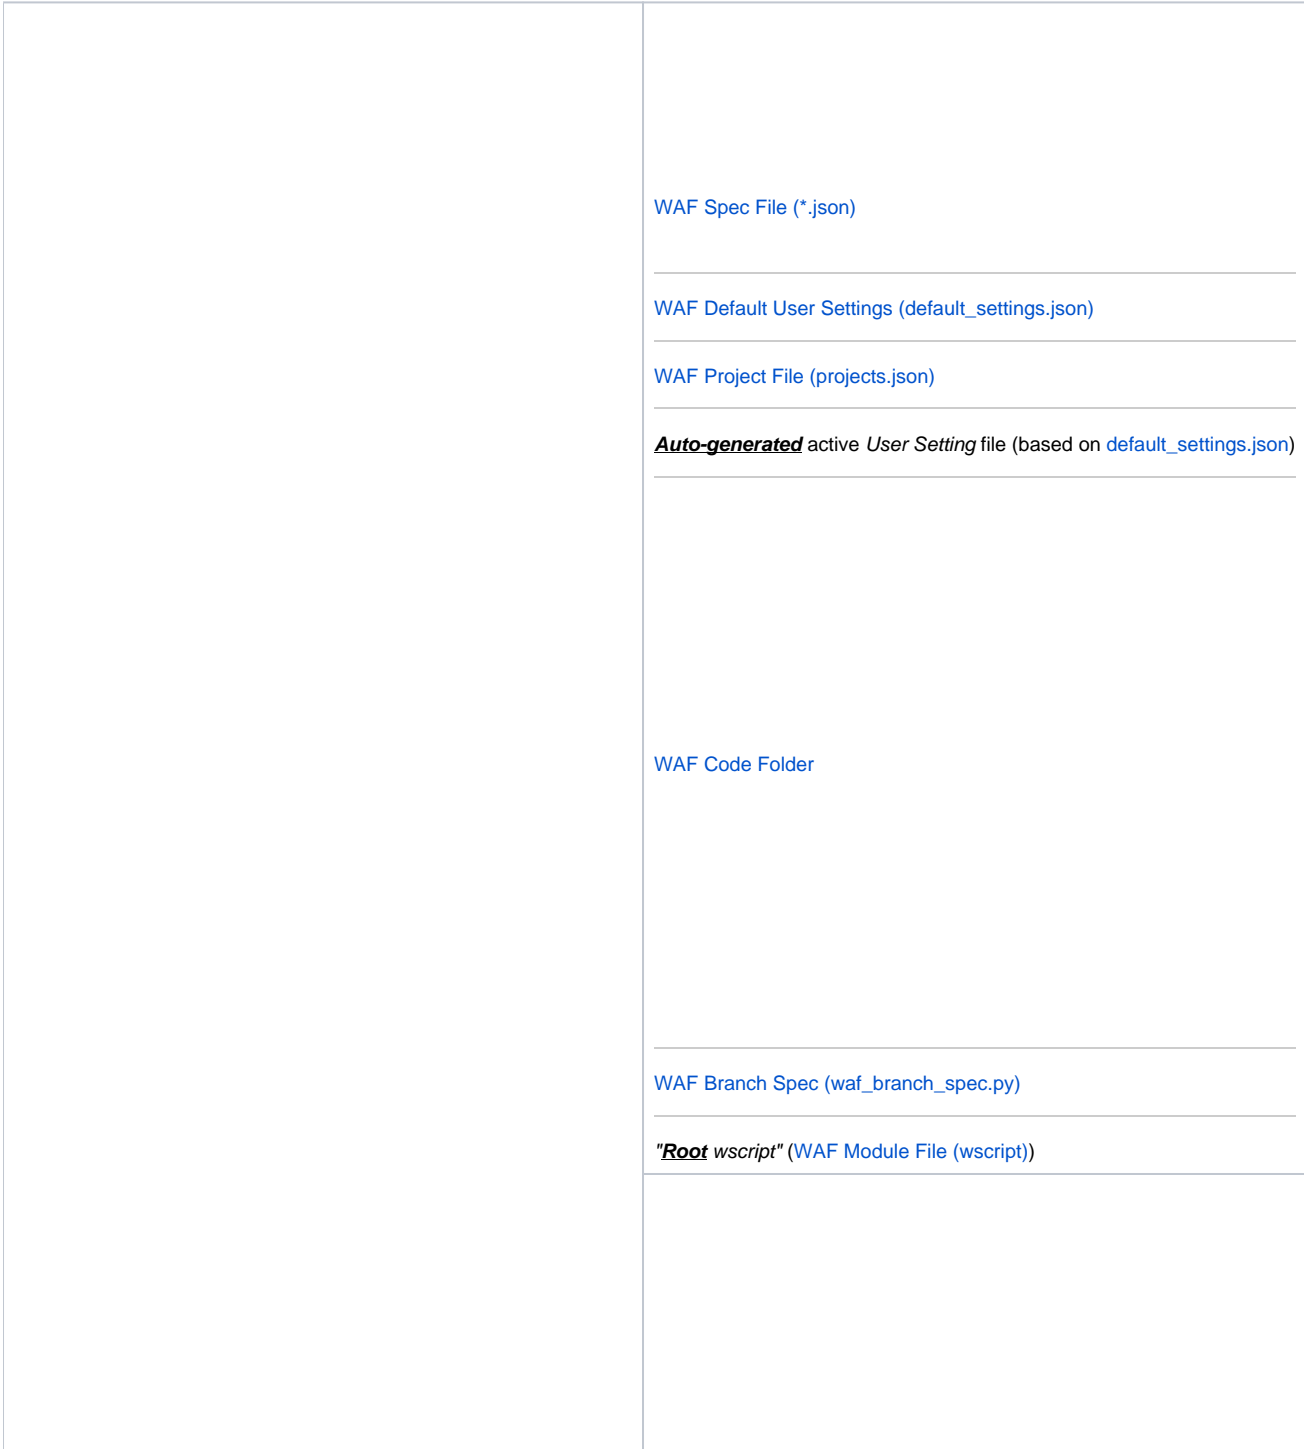 WAF Spec File (*.json)
WAF Default User Settings (default_settings.json)
WAF Project File (projects.json)
Auto-generated active User Setting file (based on default_settings.json)
WAF Code Folder
WAF Branch Spec (waf_branch_spec.py)
"Root wscript" (WAF Module File (wscript))